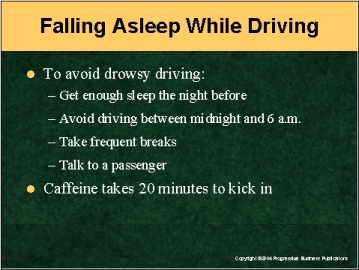 Falling Asleep While Driving
To avoid drowsy driving:
– Get enough sleep the night before
– Avoid driving between midnight and 6 a.m.
– Take frequent breaks
– Talk to a passenger
Caffeine takes 20 minutes to kick in
Copyright Progressive Business Publications